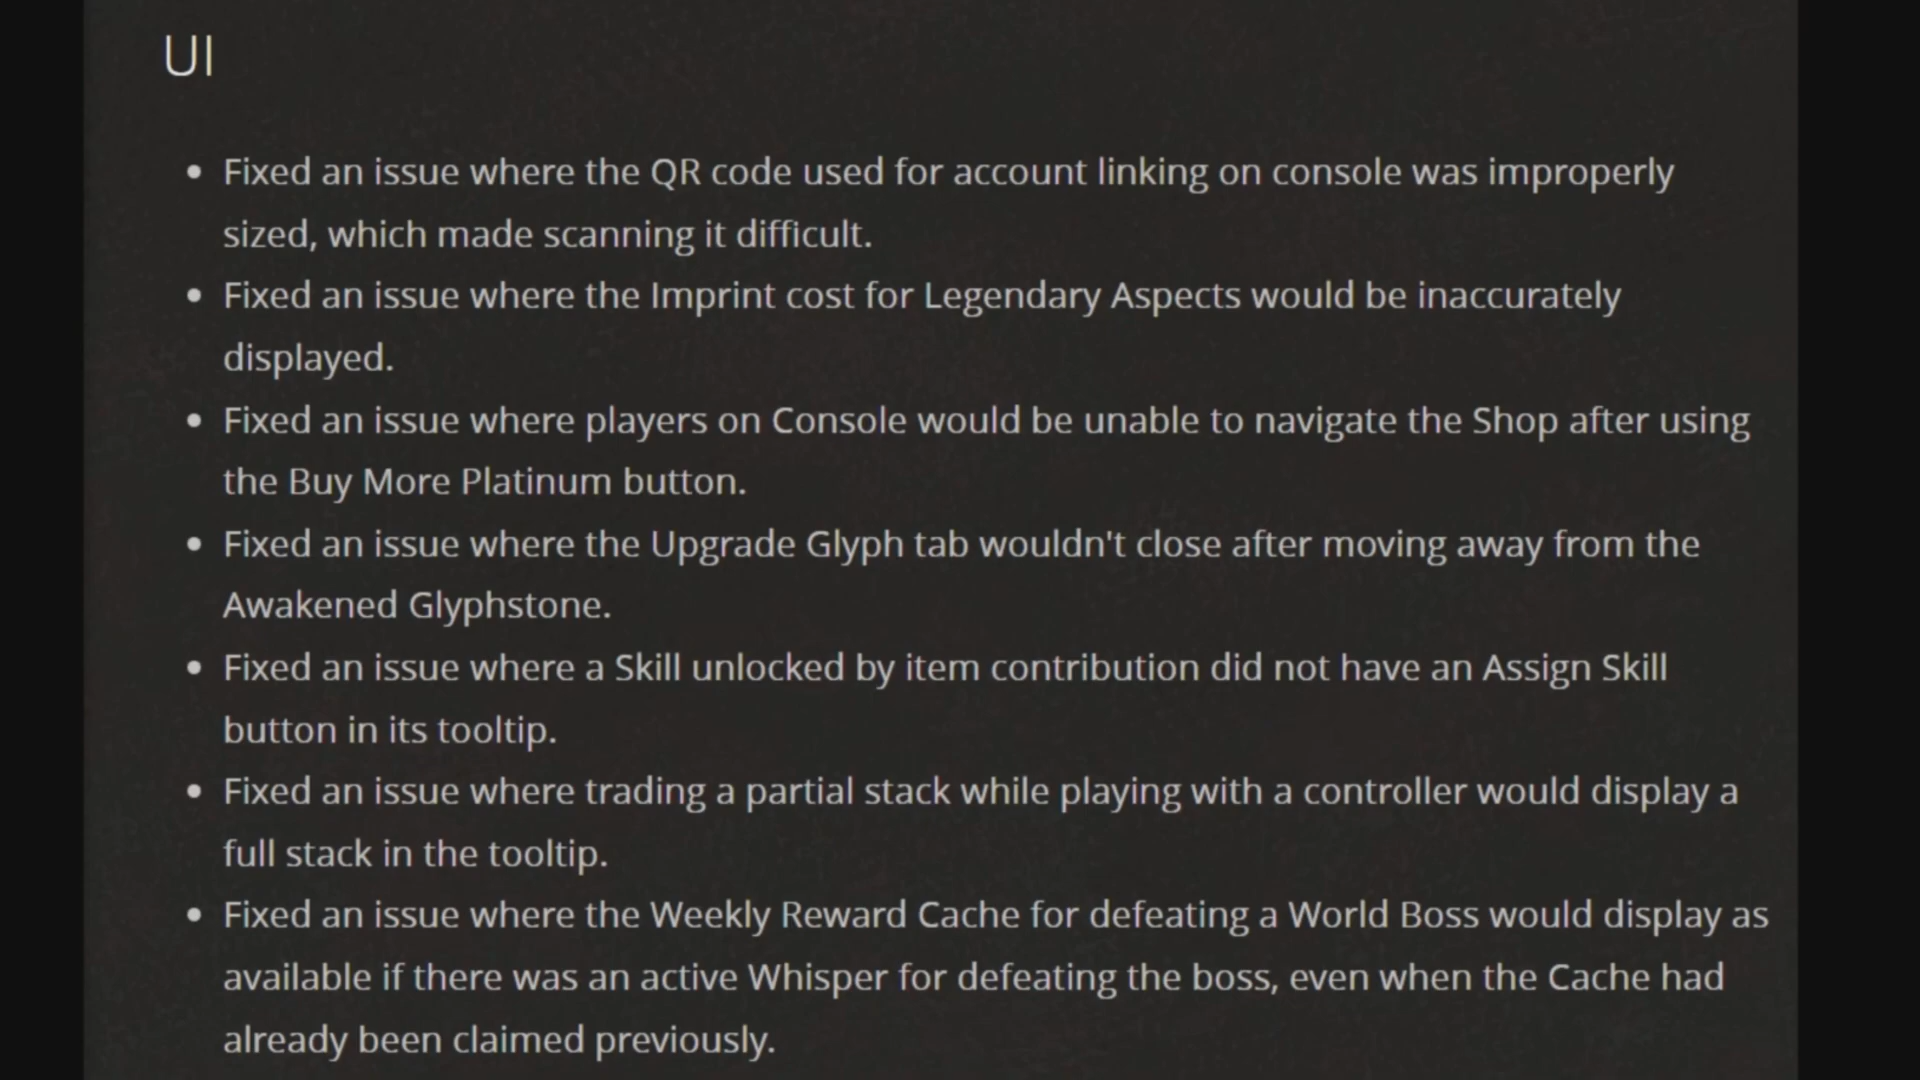 UI
• Fixed an issue where the QR code used for account linking on console was improperly
sized, which made scanning it difficult.
• Fixed an issue where the Imprint cost for Legendary Aspects would be inaccurately
displayed.
• Fixed an issue where players on Console would be unable to navigate the Shop after using
the Buy More Platinum button.
• Fixed an issue where the Upgrade Glyph tab wouldn't close after moving away from the
Awakened Glyphstone.
• Fixed an issue where a Skill unlocked by item contribution did not have an Assign Skill
button in its tooltip.
• Fixed an issue where trading a partial stack while playing with a controller would display a
full stack in the tooltip.
• Fixed an issue where the Weekly Reward Cache for defeating a World Boss would display as
available if there was an active Whisper for defeating the boss, even when the Cache had
already been claimed previously.